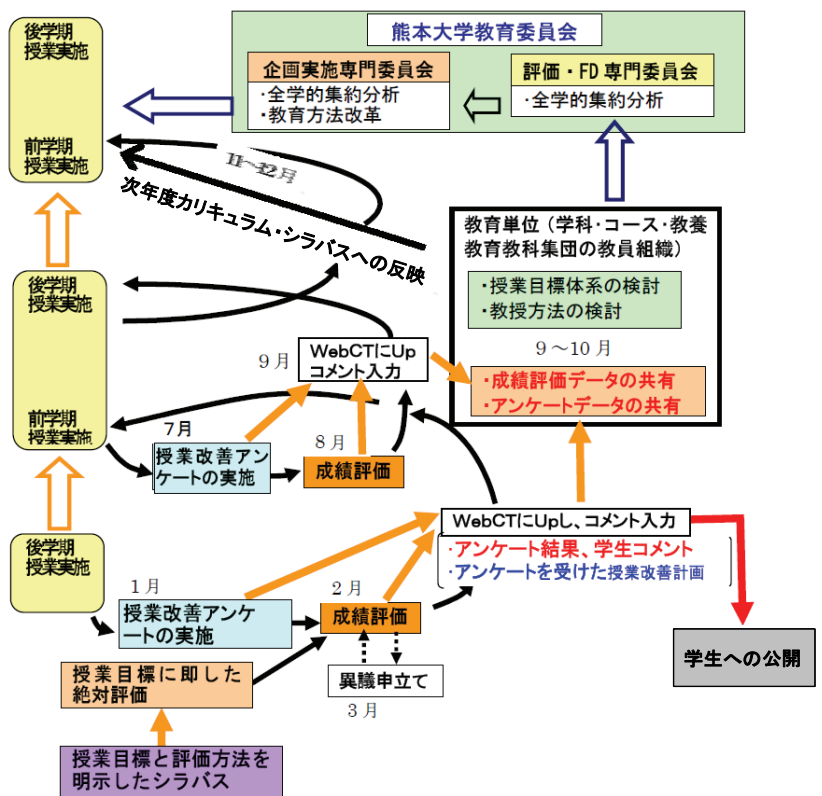 熊本大学教育委員会
企画実施専門委員会
・全学的集約分析
・教育方法改革
評価・FD専門委員会
・全学的集約分析
後学期
授業実施
前学期
授業実施
11～12月
次年度カリキュラム・シラバスへの反映
教育単位（学科・コース・教養
教育教科集団の教員組織）
・授業目標体系の検討
・教授方法の検討
9～10月
・成績評価データの共有
・アンケートデータの共有
後学期
授業実施
前学期
授業実施
9月
WebCTにUp
コメント入力
7月
授業改善アン
ケートの実施
8月
成績評価
WebCTにUpし、コメント入力
・アンケート結果、学生コメント
・アンケートを受けた授業改善計画
後学期
授業実施
1月
授業改善アンケ
ートの実施
2月
成績評価
異議申立て
3月
学生への公開
授業目標に即した
絶対評価
授業目標と評価方法を
明示したシラバス